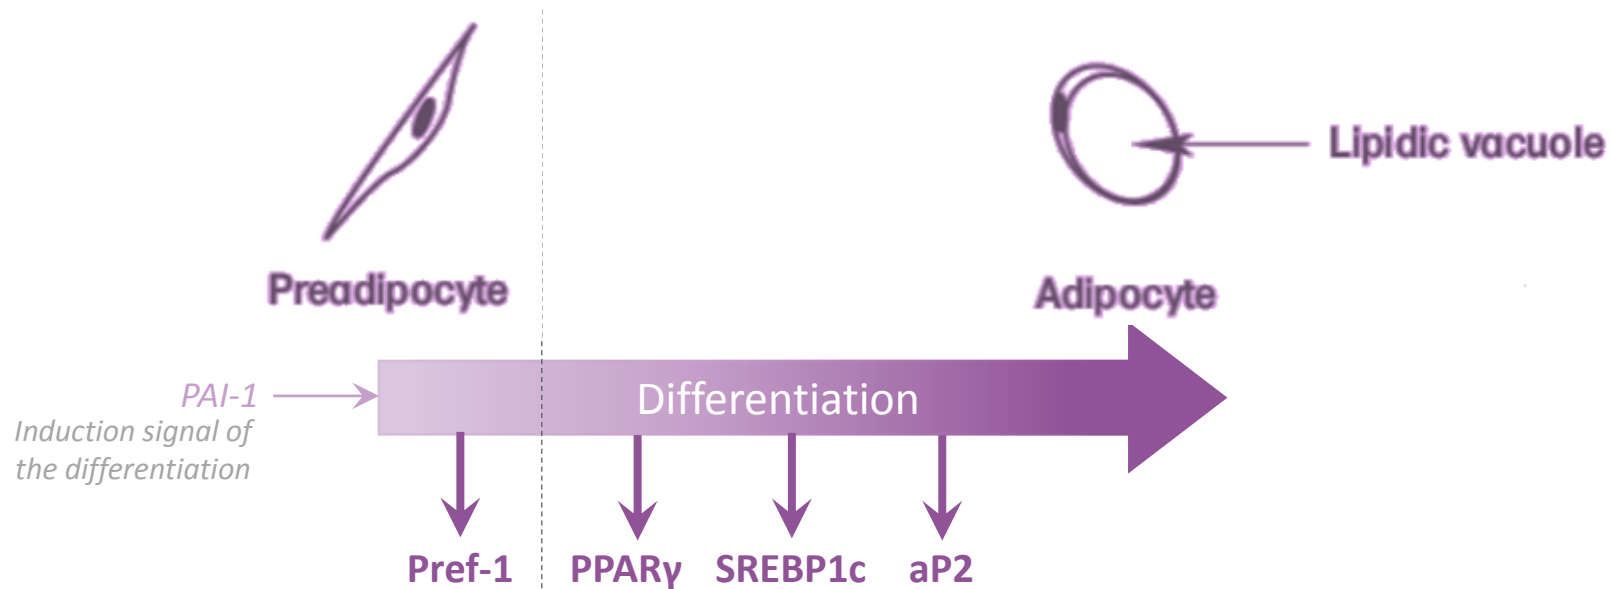 Lipidic vacuole
Preadipocyte
Adipocyte
PAI-1
Induction signal of
the differentiation
Differentiation
Pref-1
PPARγ
SREBP1c
aP2